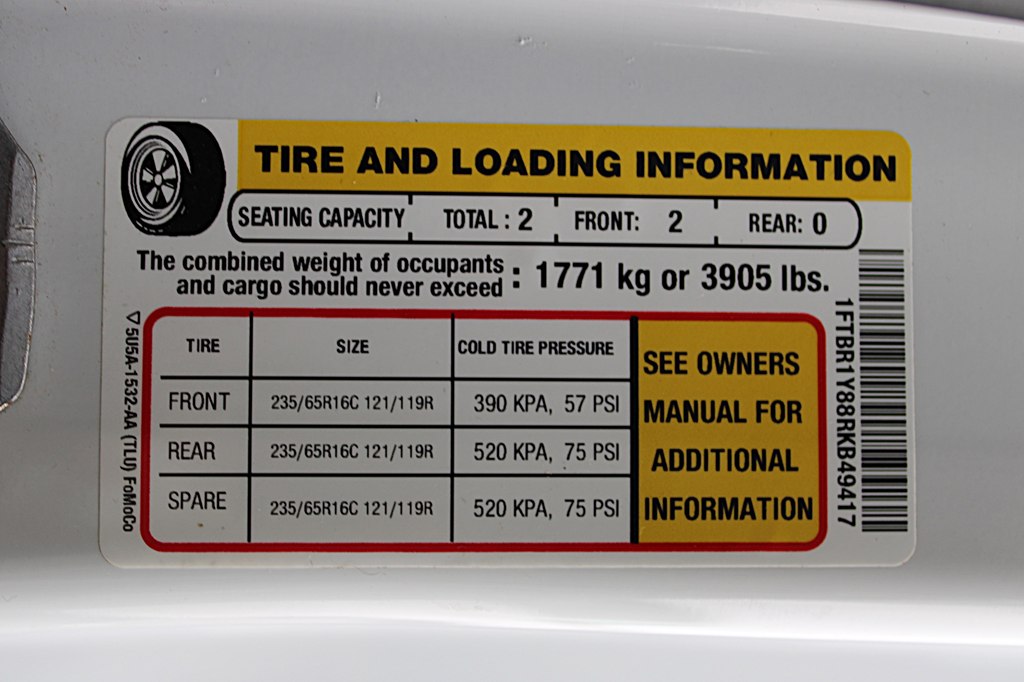 TIRE AND LOADING INFORMATION
SEATING CAPACITY TOTAL : 2 FRONT: 2 REAR: 0
The combined weight of occupants
and cargo should never exceed : 1771 kg or 3905 lbs.
TIRE SIZE COLD TIRE PRESSURE
FRONT 235/65R16C 121/119R 390 KPA, 57 PSI
REAR 235/65R16C 121/119R 520 KPA, 75 PSI
SPARE 235/65R16C 121/119R 520 KPA, 75 PSI
SEE OWNERS
MANUAL FOR
ADDITIONAL
INFORMATION
5U5A-1532-AA (TLU) FoMoCo
1FTBR1Y88RKB49417